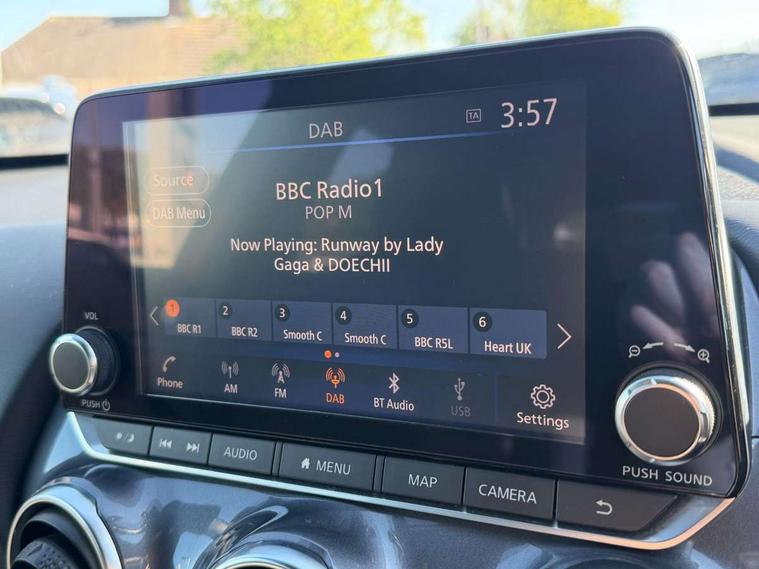 DAB
TA
3:57
Source
DAB Menu
BBC Radio1
POP M
Now Playing: Runway by Lady
Gaga & DOECHII
1
BBC R1
2
BBC R2
3
Smooth C
4
Smooth C
5
BBC R5L
6
Heart UK
Phone
AM
FM
DAB
BT Audio
USB
Settings
VOL
PUSH
PUSH SOUND
AUDIO
MENU
MAP
CAMERA